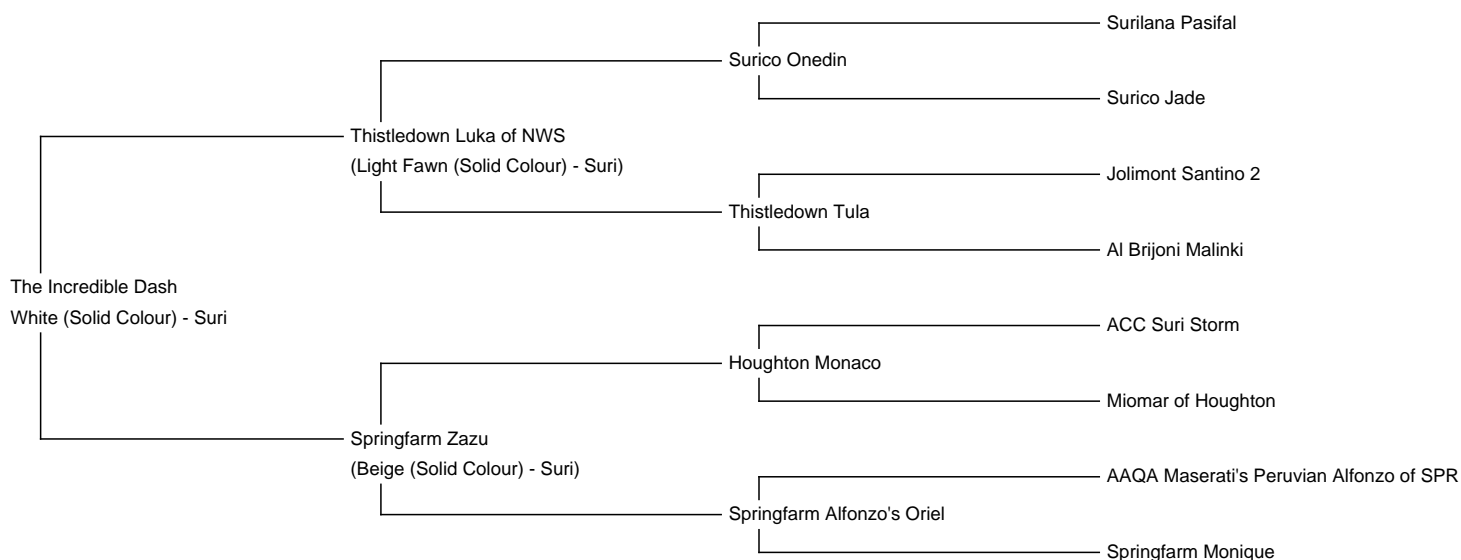 Surilana Pasifal
Surico Onedin
Surico Jade
Thistledown Luka of NWS
(Light Fawn (Solid Colour) - Suri)
Jolimont Santino 2
Thistledown Tula
Al Brijoni Malinki
The Incredible Dash
White (Solid Colour) - Suri
ACC Suri Storm
Houghton Monaco
Miomar of Houghton
Springfarm Zazu
(Beige (Solid Colour) - Suri)
AAQA Maserati's Peruvian Alfonzo of SPR
Springfarm Alfonzo's Oriel
Springfarm Monique